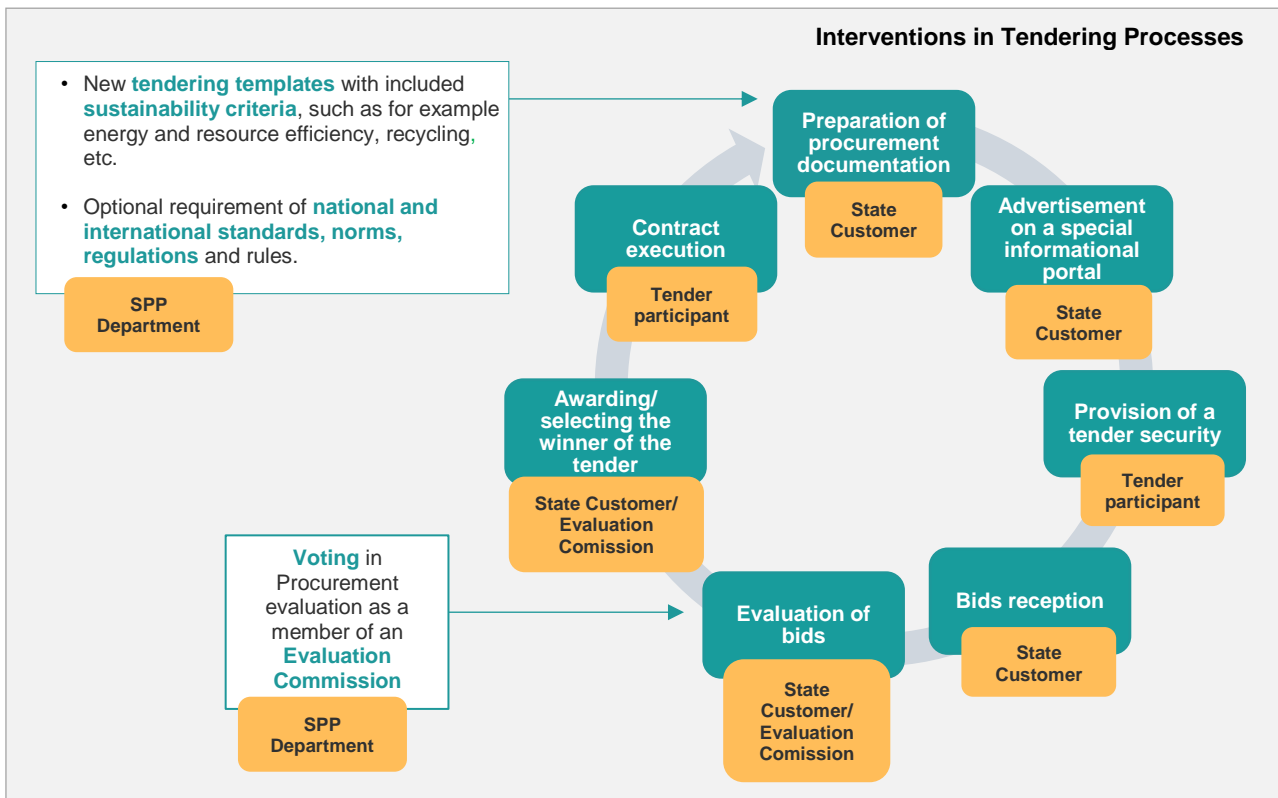 Interventions in Tendering Processes
• New tendering templates with included
sustainability criteria, such as for example
energy and resource efficiency, recycling,
etc.
• Optional requirement of national and
international standards, norms,
regulations and rules.
SPP
Department
Preparation of
procurement
documentation
State
Customer
Advertisement
on a special
informational
portal
State
Customer
Provision of a
tender security
Tender
participant
Bids reception
State
Customer
Evaluation of
bids
State
Customer/
Evaluation
Comission
Awarding/
selecting the
winner of the
tender
State Customer/
Evaluation
Comission
Contract
execution
Tender
participant
Voting in
Procurement
evaluation as a
member of an
Evaluation
Commission
SPP
Department